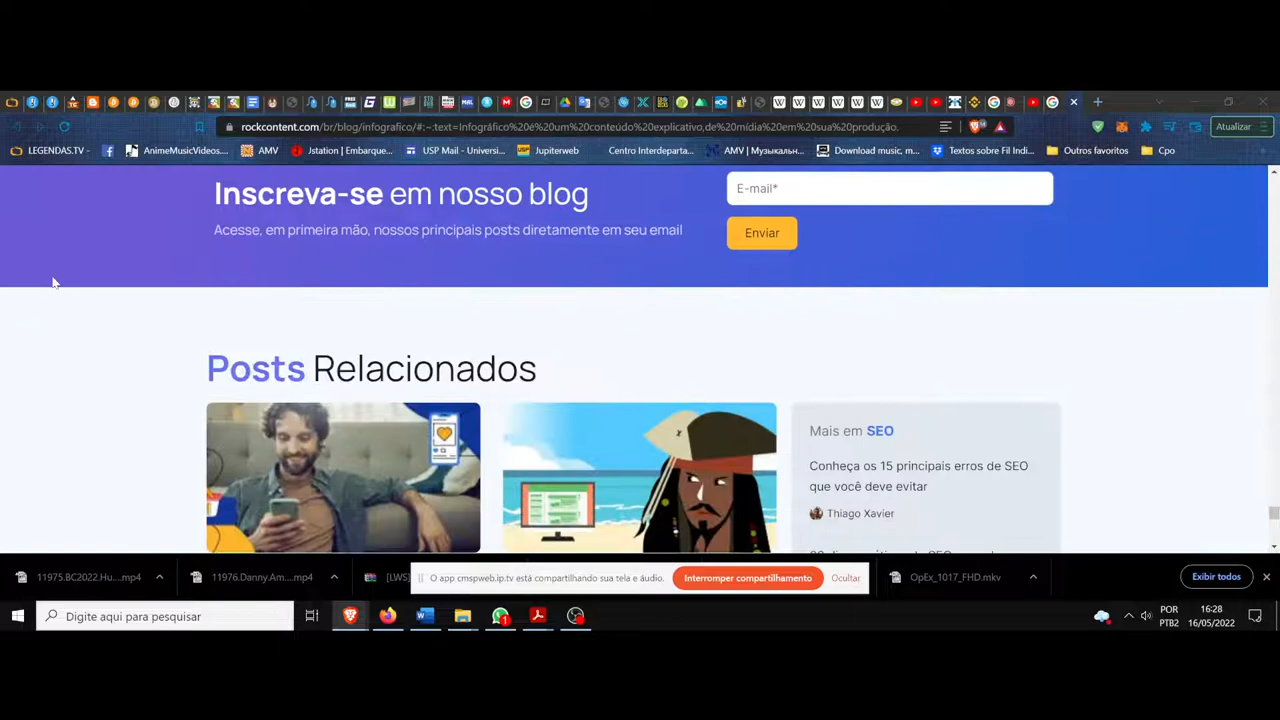 rockcontent.com/br/blog/infografico/#:~:text=Infográfico%20é%20um%20conteúdo%20explicativo,de%20mídia%20em%20sua%20produção.
Atualizar
LEGENDAS.TV -
AnimeMusicVideos...
AMV
Jstation | Embarque...
USP Mail - Universi...
Jupiterweb
Centro Interdeparta...
AMV | Музыкальн...
Download music, m...
Textos sobre Fil Indi...
Outros favoritos
Cpo
Inscreva-se em nosso blog
Acesse, em primeira mão, nossos principais posts diretamente em seu email
E-mail*
Enviar
Posts Relacionados
Mais em SEO
Conheça os 15 principais erros de SEO
que você deve evitar
Thiago Xavier
11975.BC2022.Hu....mp4
11976.Danny.Am....mp4
[LWS]
O app cmspweb.ip.tv está compartilhando sua tela e áudio.
Interromper compartilhamento
Ocultar
OpEx_1017_FHD.mkv
Exibir todos
Digite aqui para pesquisar
POR
PTB2
16:28
16/05/2022